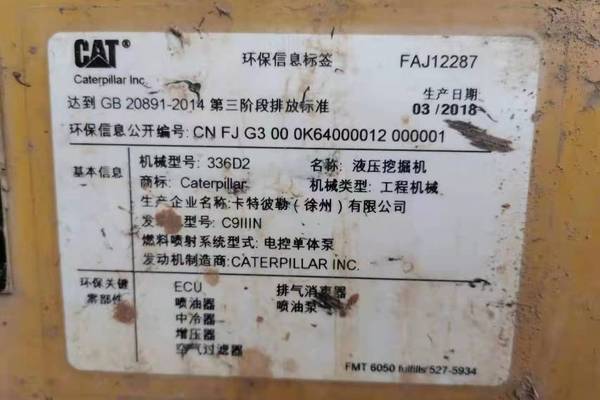 CAT® 环保信息标签 FAJ12287
Caterpillar Inc. 生产日期:
达到 GB 20891-2014 第三阶段排放标准 03 /2018
环保信息公开编号: CN FJ G3 00 0K64000012 000001
基本信息 机械型号: 336D2 名称: 液压挖掘机
商标: Caterpillar 机械类型: 工程机械
生产企业名称:卡特彼勒(徐州)有限公司
发 型号: C9IIIN
燃料喷射系统型式: 电控单体泵
发动机制造商:CATERPILLAR INC.
环保关键 ECU 排气消声器
零部件 喷油器 喷油泵
中冷器
增压器
空气过滤器
FMT 6050 fulfills 527-5934